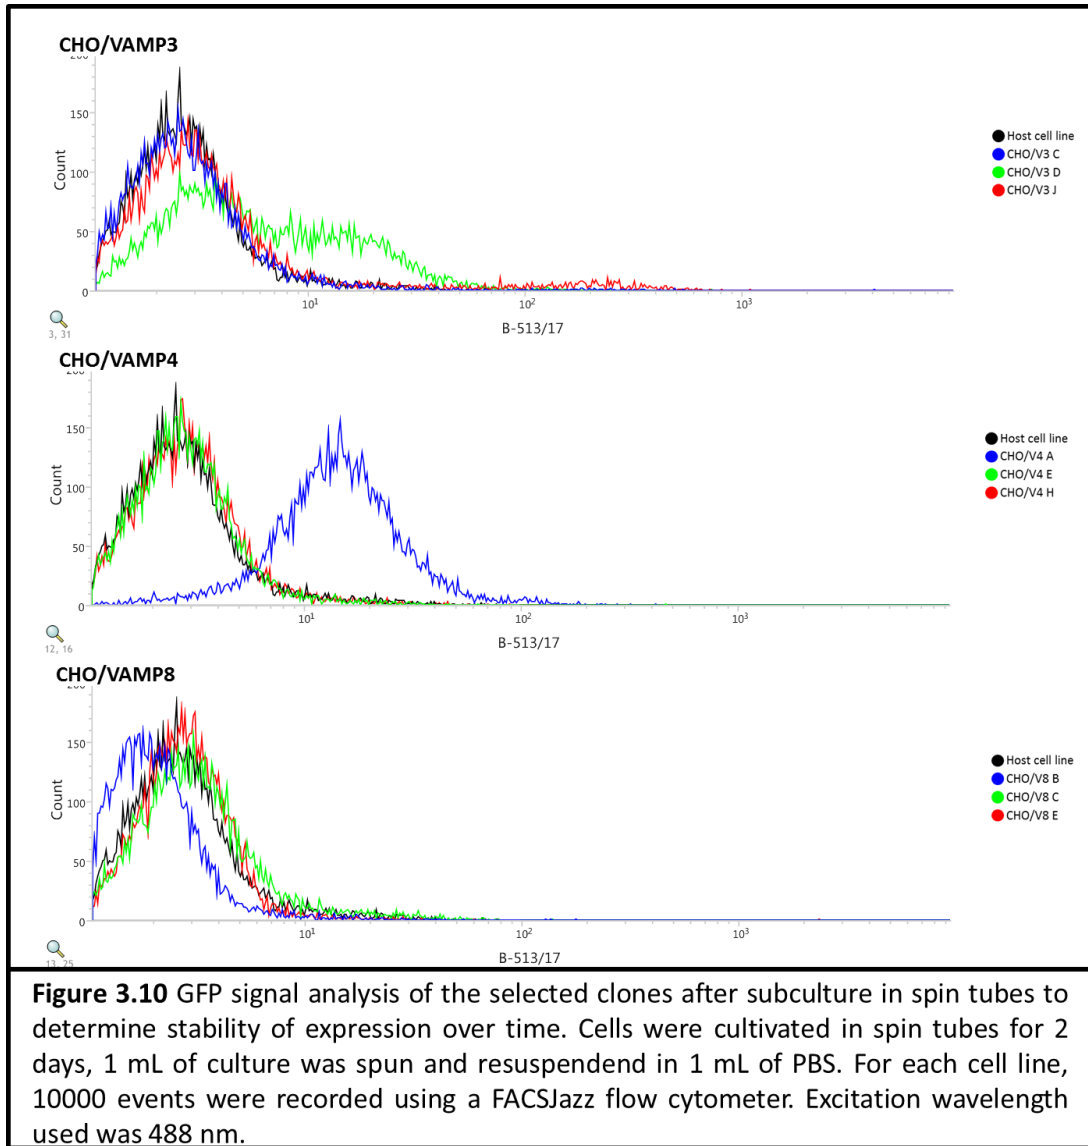 CHO/VAMP3
200
150
100
50
0
Count
10¹
10²
10³
B-513/17
3, 31
Host cell line
CHO/V3 C
CHO/V3 D
CHO/V3 J
CHO/VAMP4
200
150
100
50
0
Count
10¹
10²
10³
B-513/17
12, 16
Host cell line
CHO/V4 A
CHO/V4 E
CHO/V4 H
CHO/VAMP8
200
150
100
50
0
Count
10¹
10²
10³
B-513/17
13, 25
Host cell line
CHO/V8 B
CHO/V8 C
CHO/V8 E
Figure 3.10 GFP signal analysis of the selected clones after subculture in spin tubes to
determine stability of expression over time. Cells were cultivated in spin tubes for 2
days, 1 mL of culture was spun and resuspendend in 1 mL of PBS. For each cell line,
10000 events were recorded using a FACSJazz flow cytometer. Excitation wavelength
used was 488 nm.